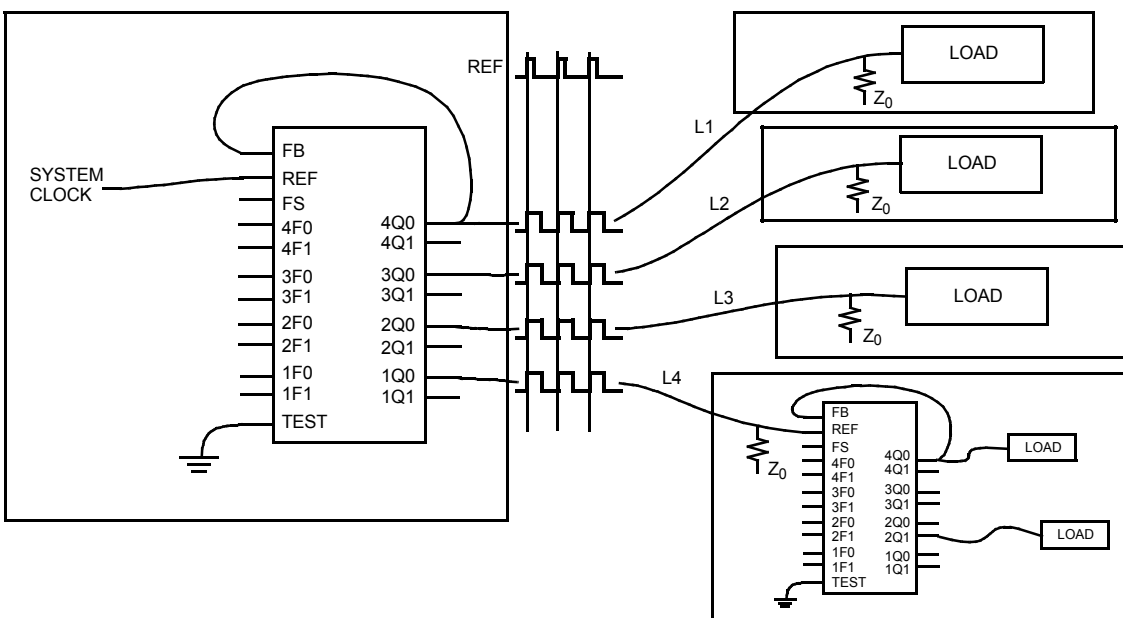 SYSTEM
CLOCK
FB
REF
FS
4F0
4F1
3F0
3F1
2F0
2F1
1F0
1F1
TEST
4Q0
4Q1
3Q0
3Q1
2Q0
2Q1
1Q0
1Q1
REF
L1
L2
L3
L4
LOAD
Z0
LOAD
Z0
LOAD
Z0
Z0
FB
REF
FS
4F0
4F1
3F0
3F1
2F0
2F1
1F0
1F1
TEST
4Q0
4Q1
3Q0
3Q1
2Q0
2Q1
1Q0
1Q1
LOAD
LOAD